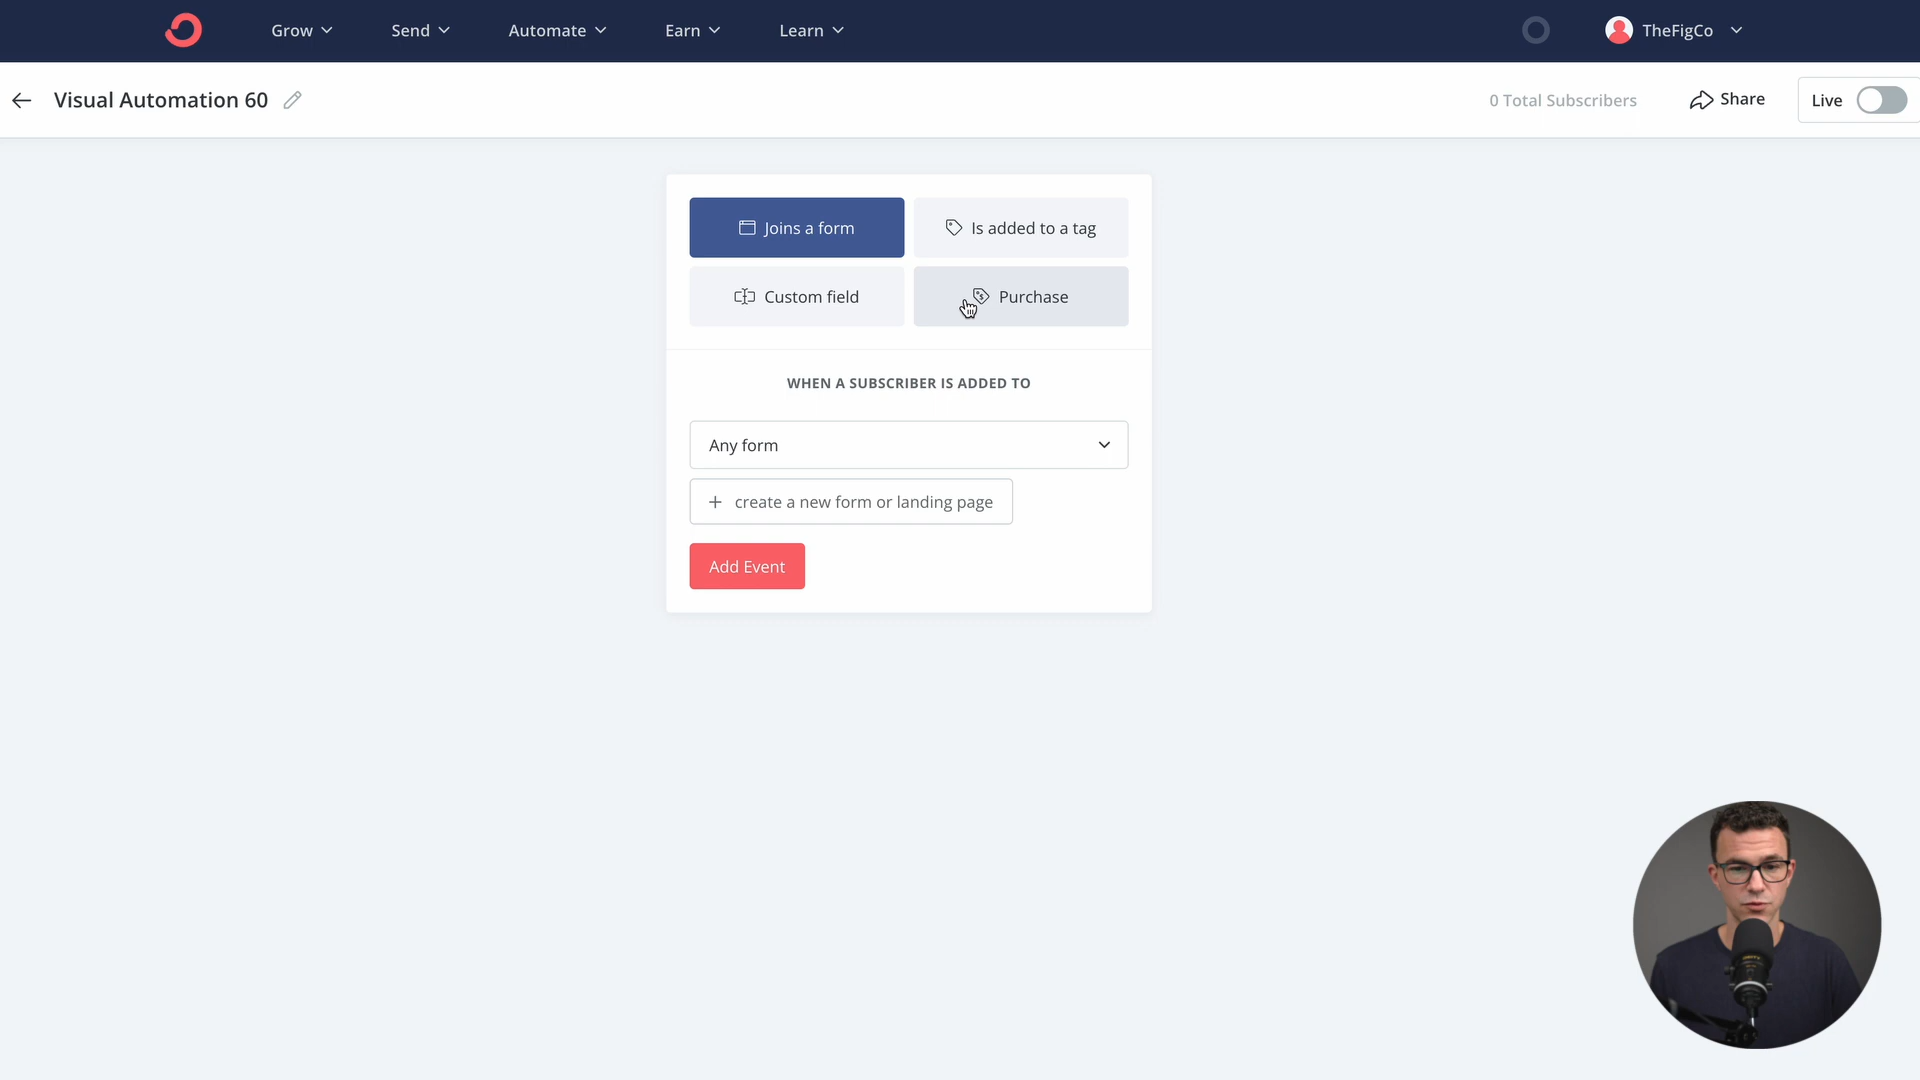 Grow
Send
Automate
Earn
Learn
TheFigCo
Visual Automation 60
0 Total Subscribers
Share
Live
Joins a form
Is added to a tag
Custom field
Purchase
WHEN A SUBSCRIBER IS ADDED TO
Any form
+ create a new form or landing page
Add Event